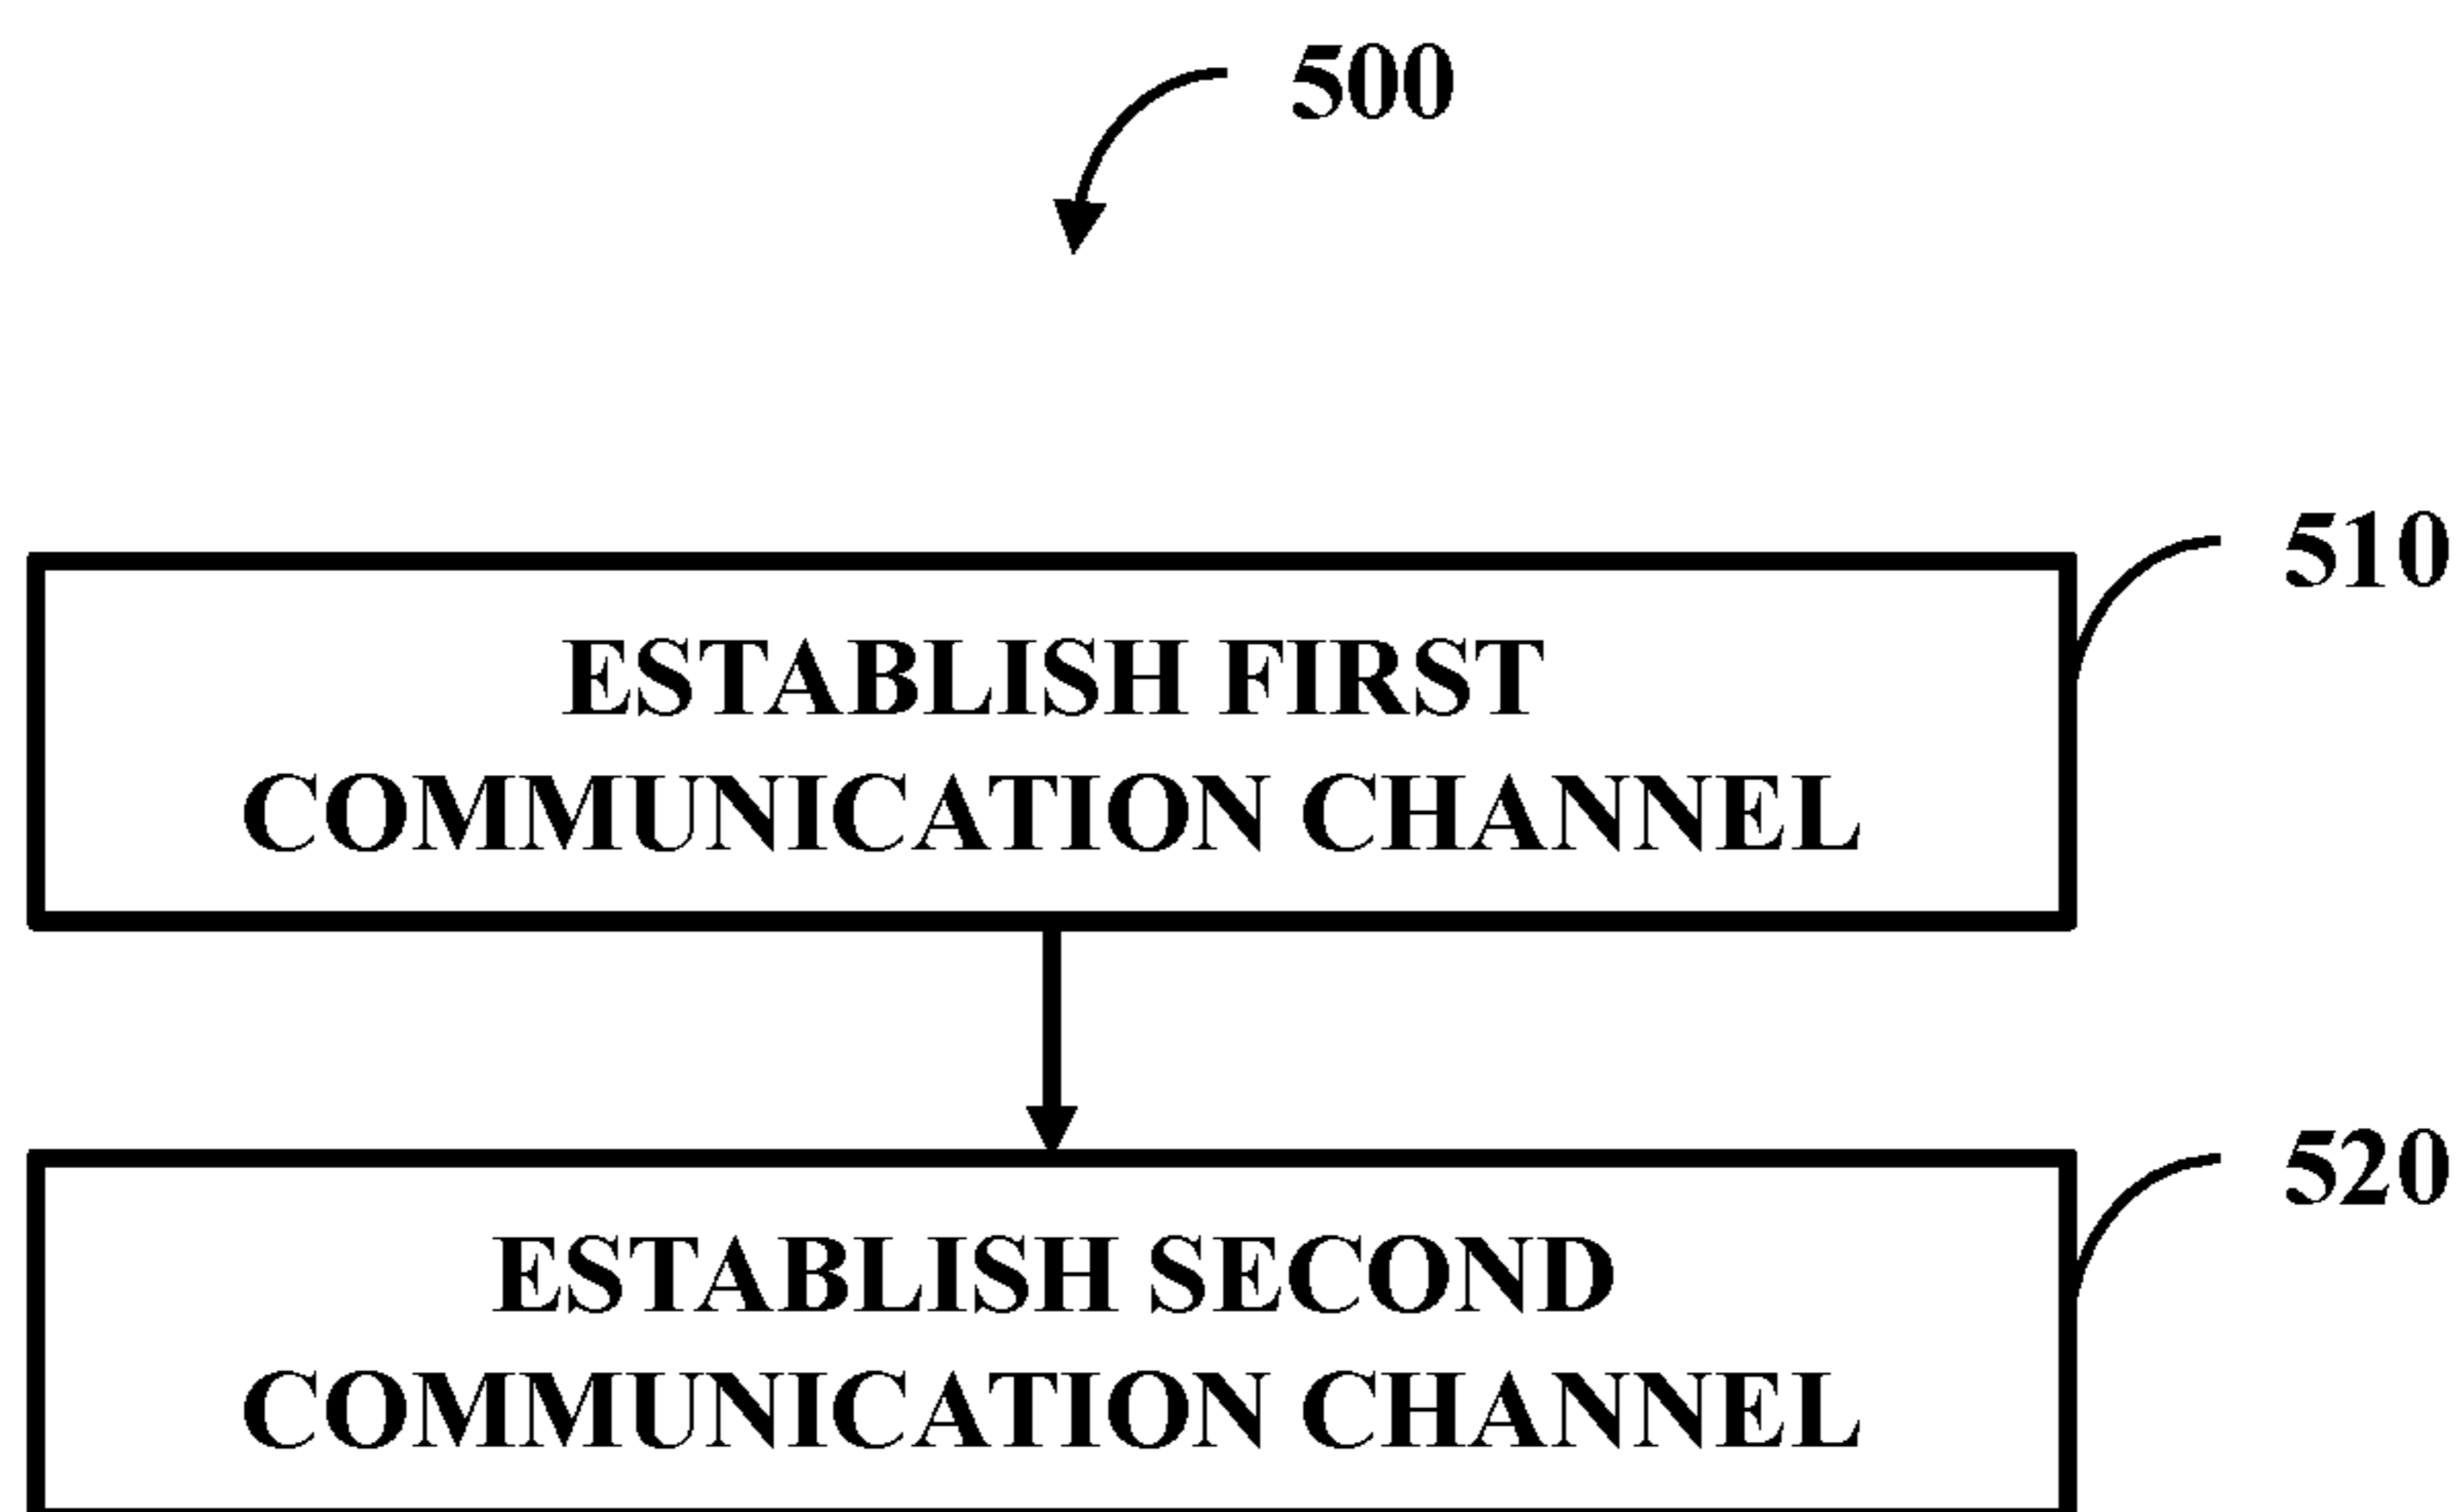 500
510
ESTABLISH FIRST
COMMUNICATION CHANNEL
520
ESTABLISH SECOND
COMMUNICATION CHANNEL